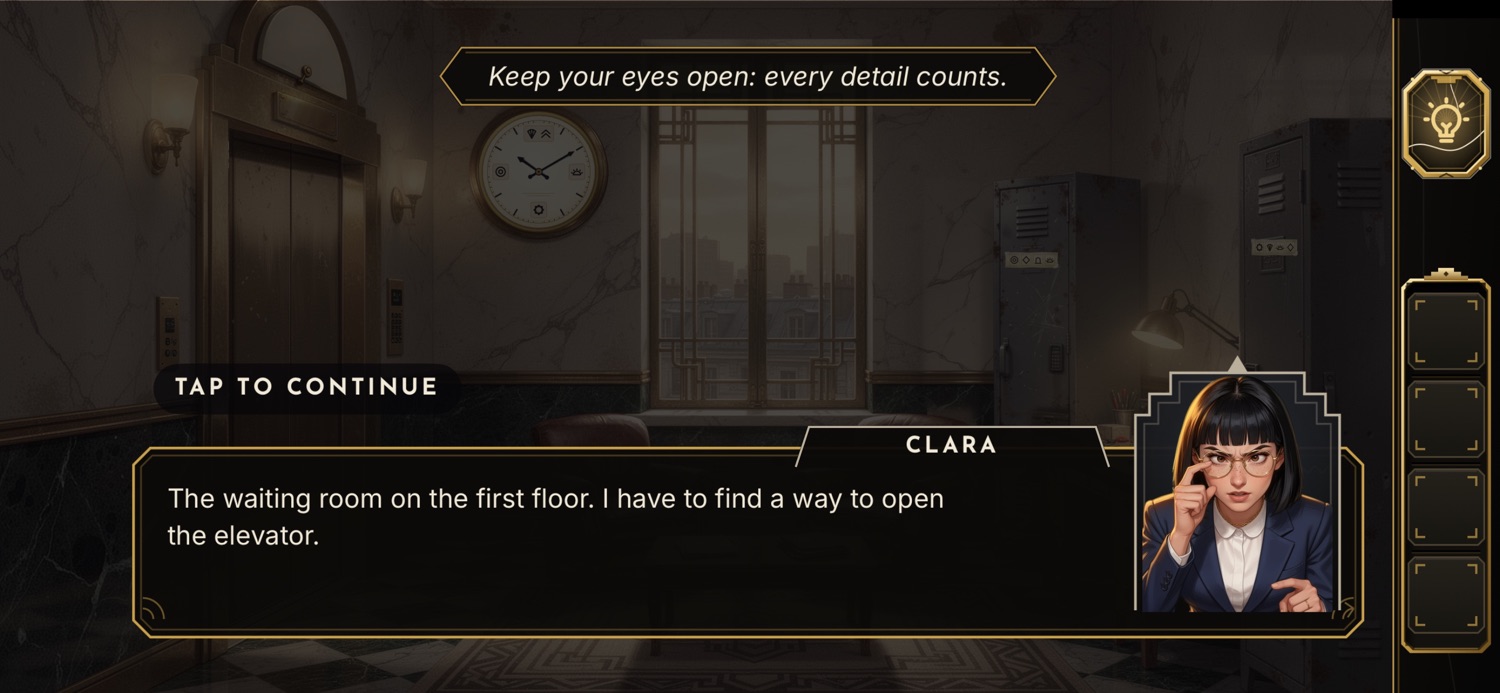 Keep your eyes open: every detail counts.
TAP TO CONTINUE
CLARA
The waiting room on the first floor. I have to find a way to open
the elevator.